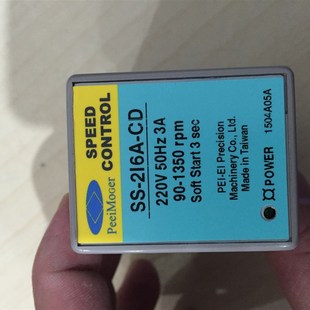 PeeiMooer
SPEED
CONTROL
SS-216A-CD
220V 50Hz 3A
90-1350 rpm
Soft Start 3 sec
PEI-EI Precision
Machinery Co., Ltd.
Made in Taiwan
POWER
1504A05A